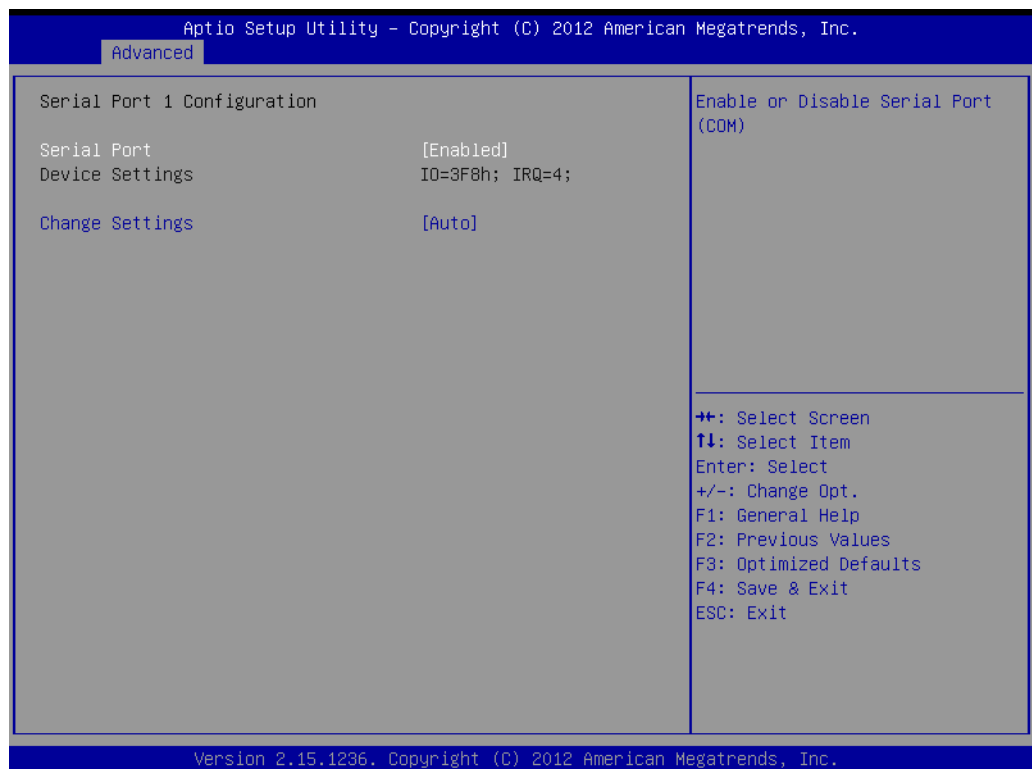 Aptio Setup Utility – Copyright (C) 2012 American Megatrends, Inc.
Advanced
Serial Port 1 Configuration
Serial Port [Enabled]
Device Settings IO=3F8h; IRQ=4;
Change Settings [Auto]
Enable or Disable Serial Port
(COM)
→←: Select Screen
↑↓: Select Item
Enter: Select
+/-: Change Opt.
F1: General Help
F2: Previous Values
F3: Optimized Defaults
F4: Save & Exit
ESC: Exit
Version 2.15.1236. Copyright (C) 2012 American Megatrends, Inc.